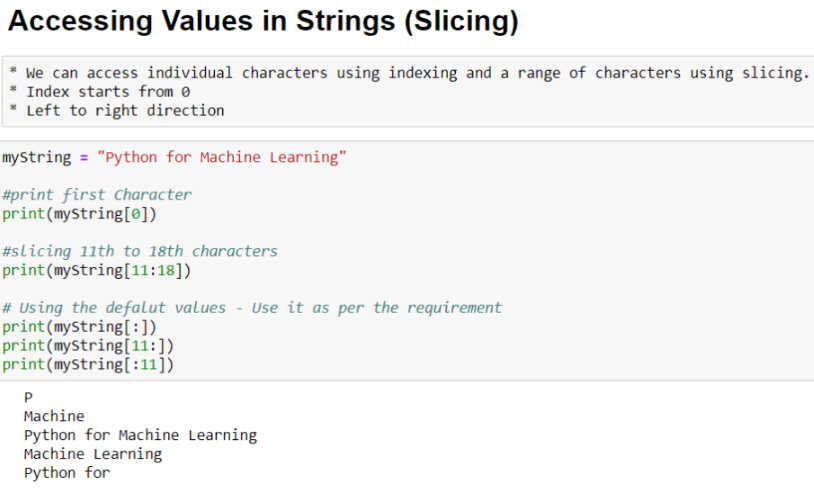 Accessing Values in Strings (Slicing)
* We can access individual characters using indexing and a range of characters using slicing.
* Index starts from 0
* Left to right direction
myString = "Python for Machine Learning"
#print first Character
print(myString[0])
#slicing 11th to 18th characters
print(myString[11:18])
# Using the defalut values - Use it as per the requirement
print(myString[:])
print(myString[11:])
print(myString[:11])
P
Machine
Python for Machine Learning
Machine Learning
Python for